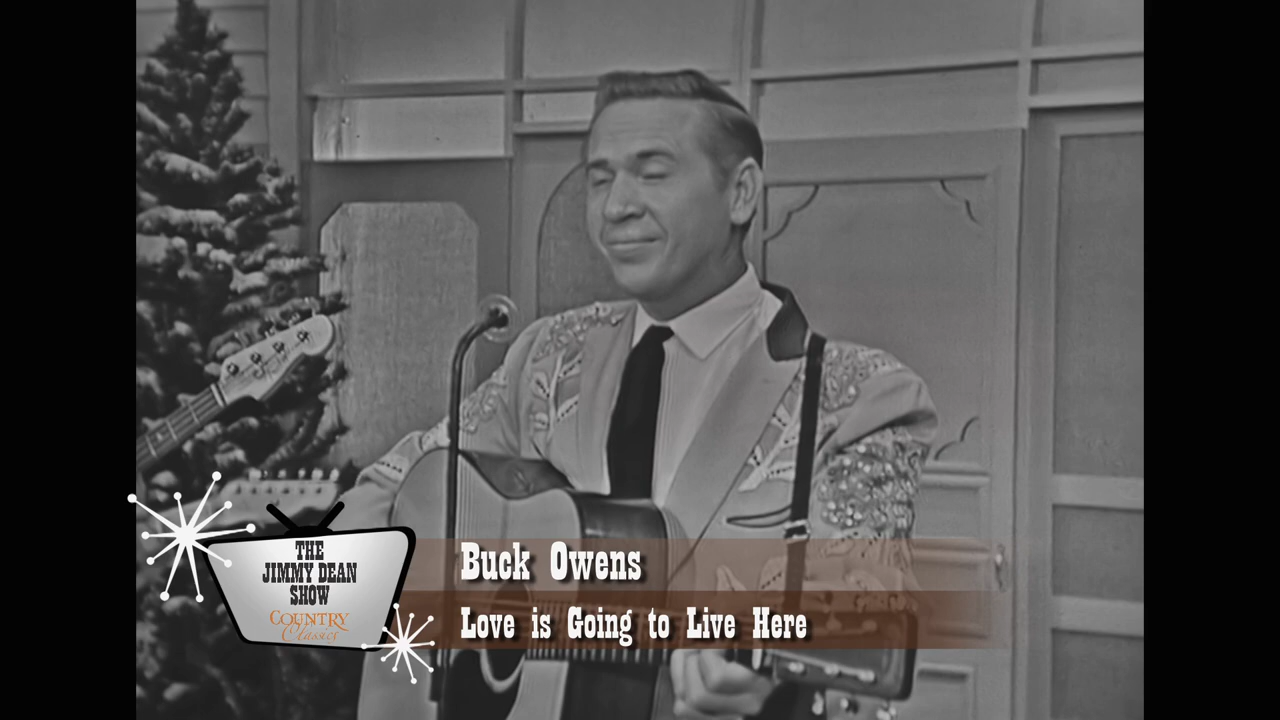 THE
JIMMY DEAN
SHOW
COUNTRY
Classics
Buck Owens
Love is Going to Live Here